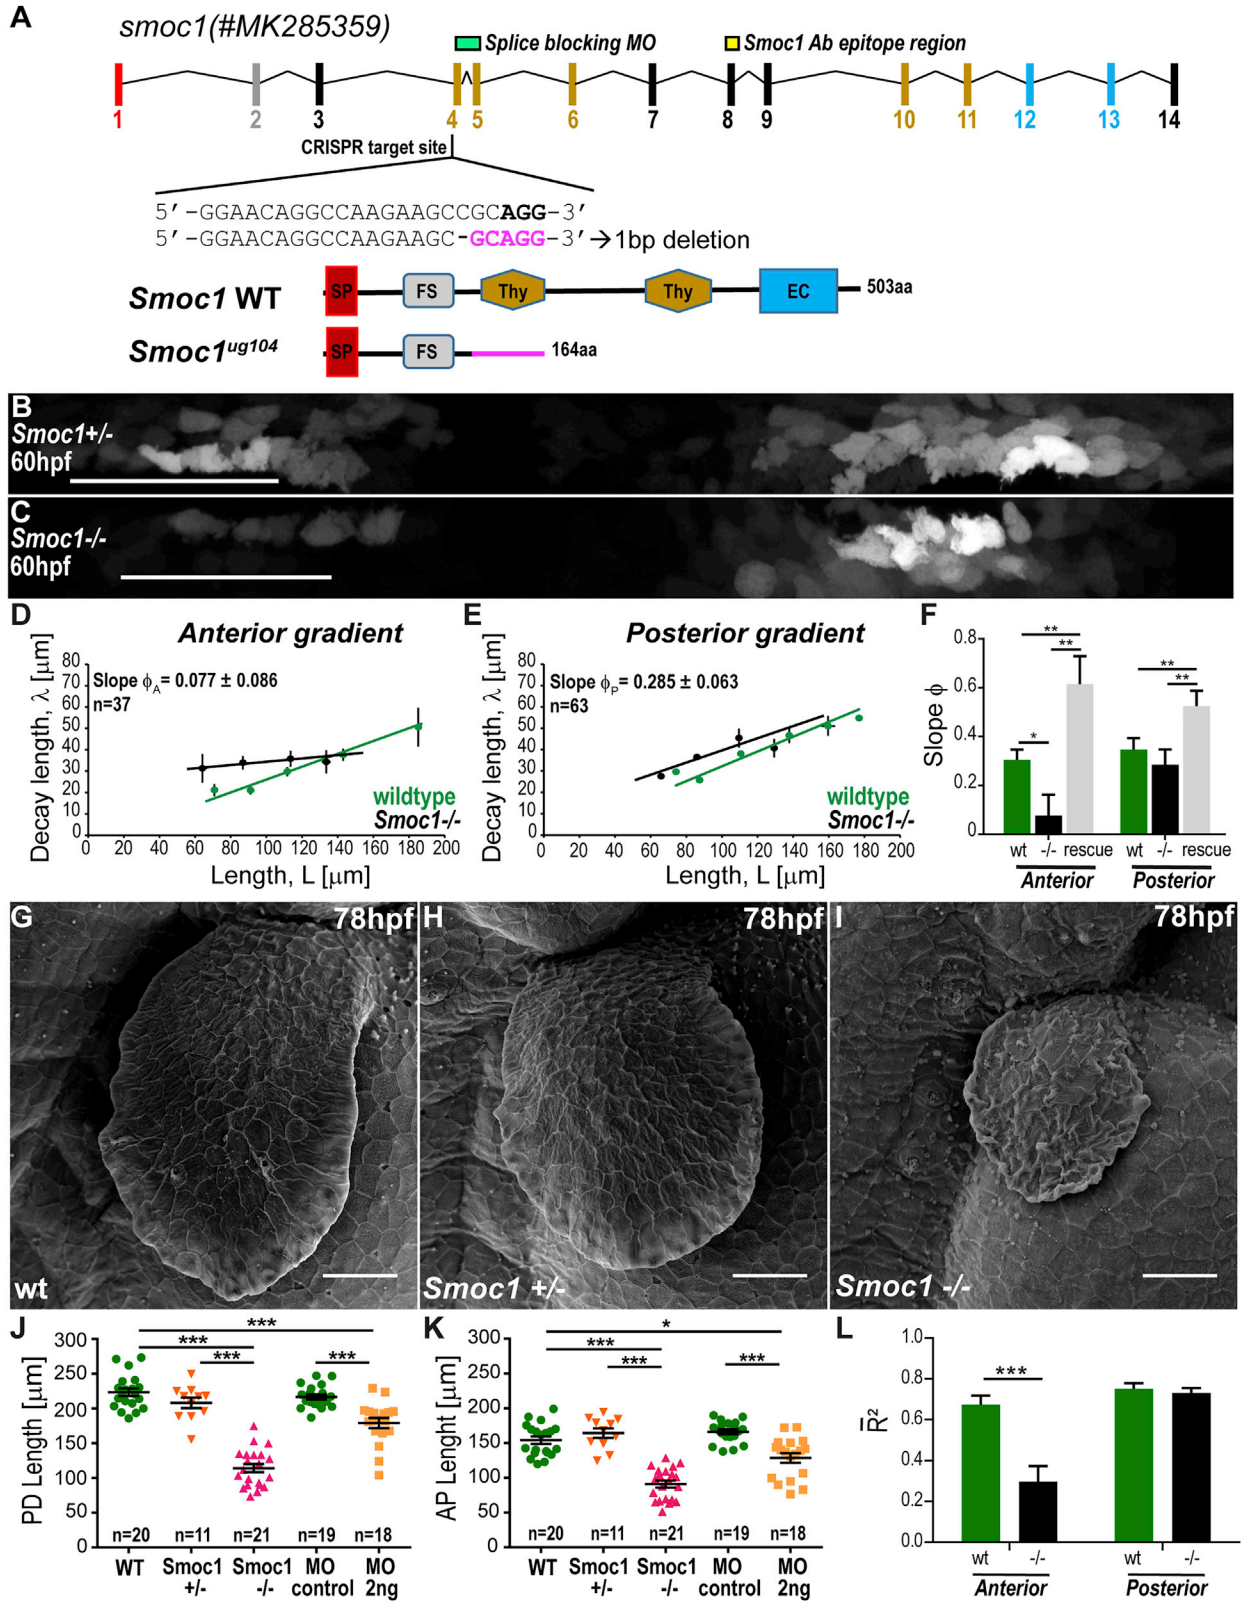 A
smoc1(#MK285359)
Splice blocking MO
Smoc1 Ab epitope region
1 2 3 4 5 6 7 8 9 10 11 12 13 14
CRISPR target site
5’-GGAACAGGCCAAGAAGCCGCAGG-3’
5’-GGAACAGGCCAAGAAGC-GCAGG-3’→1bp deletion
Smoc1 WT SP FS Thy Thy EC 503aa
Smoc1ug104 SP FS 164aa
B
Smoc1+/-
60hpf
C
Smoc1-/-
60hpf
D
Anterior gradient
Decay length, λ [µm]
80
70
60
50
40
30
20
10
0
Slope ϕA= 0.077 ± 0.086
n=37
wildtype
Smoc1-/-
0 20 40 60 80 100 120 140 160 180 200
Length, L [µm]
E
Posterior gradient
Decay length, λ [µm]
80
70
60
50
40
30
20
10
0
Slope ϕP= 0.285 ± 0.063
n=63
wildtype
Smoc1-/-
0 20 40 60 80 100 120 140 160 180 200
Length, L [µm]
F
Slope ϕ
0.8
0.6
0.4
0.2
0
**
**
*
**
**
wt -/- rescue wt -/- rescue
Anterior Posterior
G
78hpf
wt
H
78hpf
Smoc1 +/-
I
78hpf
Smoc1 -/-
J
PD Length [µm]
300
250
200
150
100
50
0
***
***
***
***
n=20 n=11 n=21 n=19 n=18
WT Smoc1 Smoc1 MO MO
+/- -/- control 2ng
K
AP Lenght [µm]
300
250
200
150
100
50
0
*
***
***
***
n=20 n=11 n=21 n=19 n=18
WT Smoc1 Smoc1 MO MO
+/- -/- control 2ng
L
R̅²
1.0
0.8
0.6
0.4
0.2
0.0
***
wt -/- wt -/-
Anterior Posterior